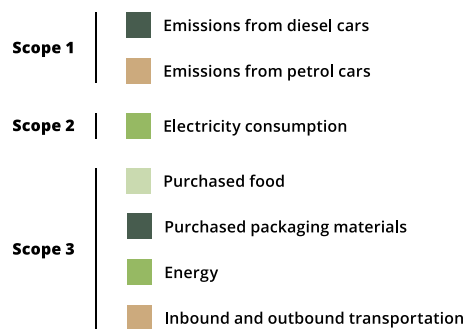 Scope 1
Emissions from diesel cars
Emissions from petrol cars
Scope 2
Electricity consumption
Scope 3
Purchased food
Purchased packaging materials
Energy
Inbound and outbound transportation